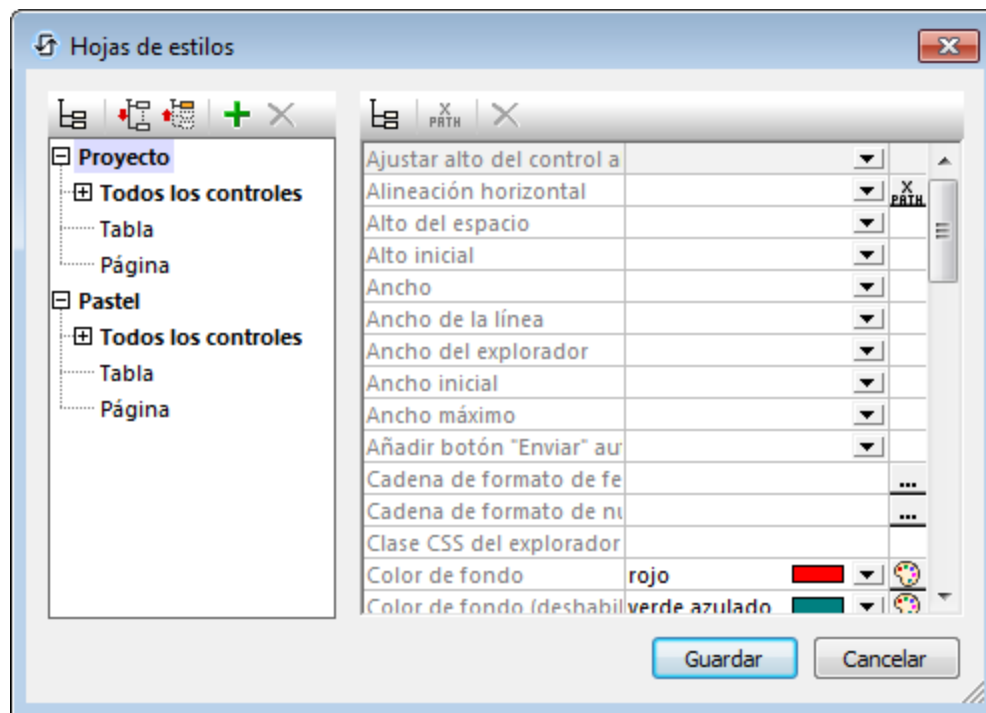 Hojas de estilos
X PATH
Proyecto
Todos los controles
Tabla
Página
Pastel
Todos los controles
Tabla
Página
Ajustar alto del control a
Alineación horizontal
X PATH
Alto del espacio
Alto inicial
Ancho
Ancho de la línea
Ancho del explorador
Ancho inicial
Ancho máximo
Añadir botón "Enviar" au
Cadena de formato de fe
...
Cadena de formato de nu
...
Clase CSS del explorador
Color de fondo rojo
Color de fondo (deshabil verde azulado
Guardar Cancelar